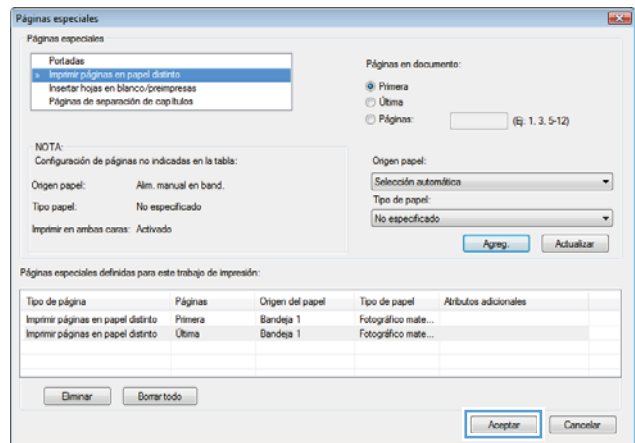 Páginas especiales
Páginas especiales
Portadas
» Imprimir páginas en papel distinto
Insertar hojas en blanco/preimpresas
Páginas de separación de capítulos
Páginas en documento:
Primera
Última
Páginas:
(Ej. 1, 3, 5-12)
NOTA:
Configuración de páginas no indicadas en la tabla:
Origen papel: Alim. manual en band.
Tipo papel: No especificado
Imprimir en ambas caras: Activado
Origen papel:
Selección automática
Tipo de papel:
No especificado
Agreg. Actualizar
Páginas especiales definidas para este trabajo de impresión:
Tipo de página Páginas Origen del papel Tipo de papel Atributos adicionales
Imprimir páginas en papel distinto Primera Bandeja 1 Fotográfico mate...
Imprimir páginas en papel distinto Última Bandeja 1 Fotográfico mate...
Eliminar Borrar todo
Aceptar Cancelar